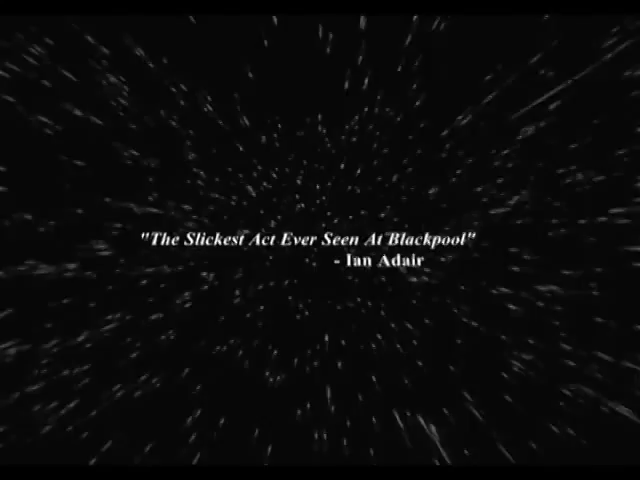 "The Slickest Act Ever Seen At Blackpool"
- Ian Adair